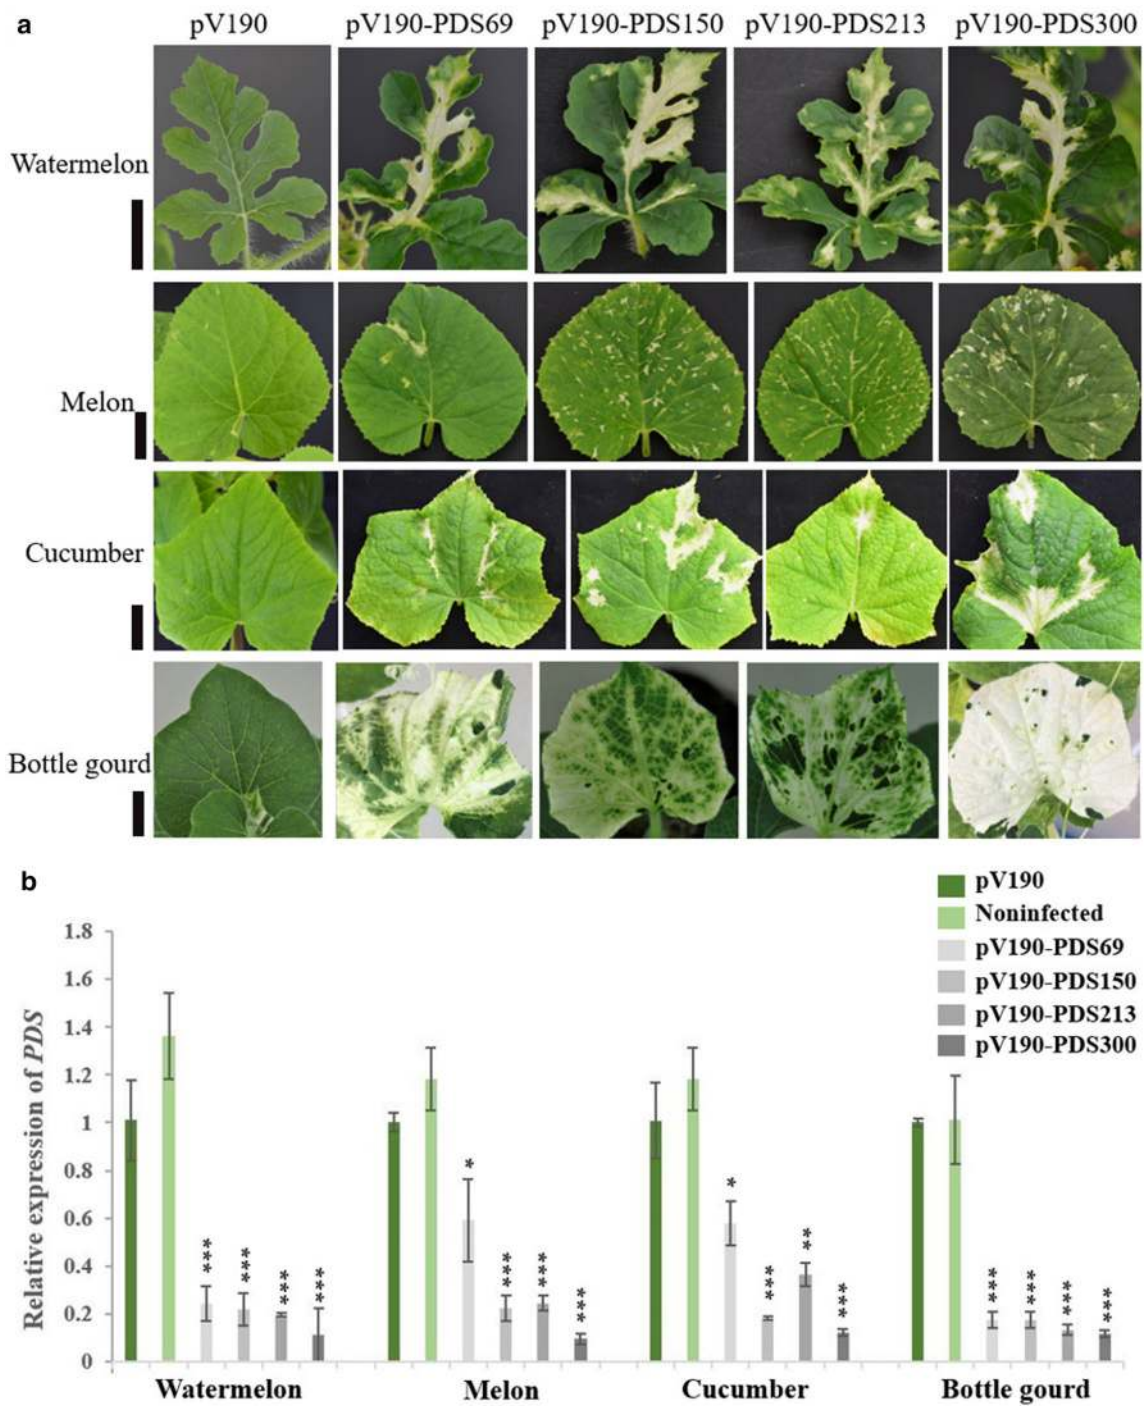 a
pV190 pV190-PDS69 pV190-PDS150 pV190-PDS213 pV190-PDS300
Watermelon
Melon
Cucumber
Bottle gourd
b
pV190
Noninfected
pV190-PDS69
pV190-PDS150
pV190-PDS213
pV190-PDS300
Relative expression of PDS
1.8
1.6
1.4
1.2
1
0.8
0.6
0.4
0.2
0
*** *** *** *** * *** *** *** * *** ** *** *** *** *** ***
Watermelon Melon Cucumber Bottle gourd